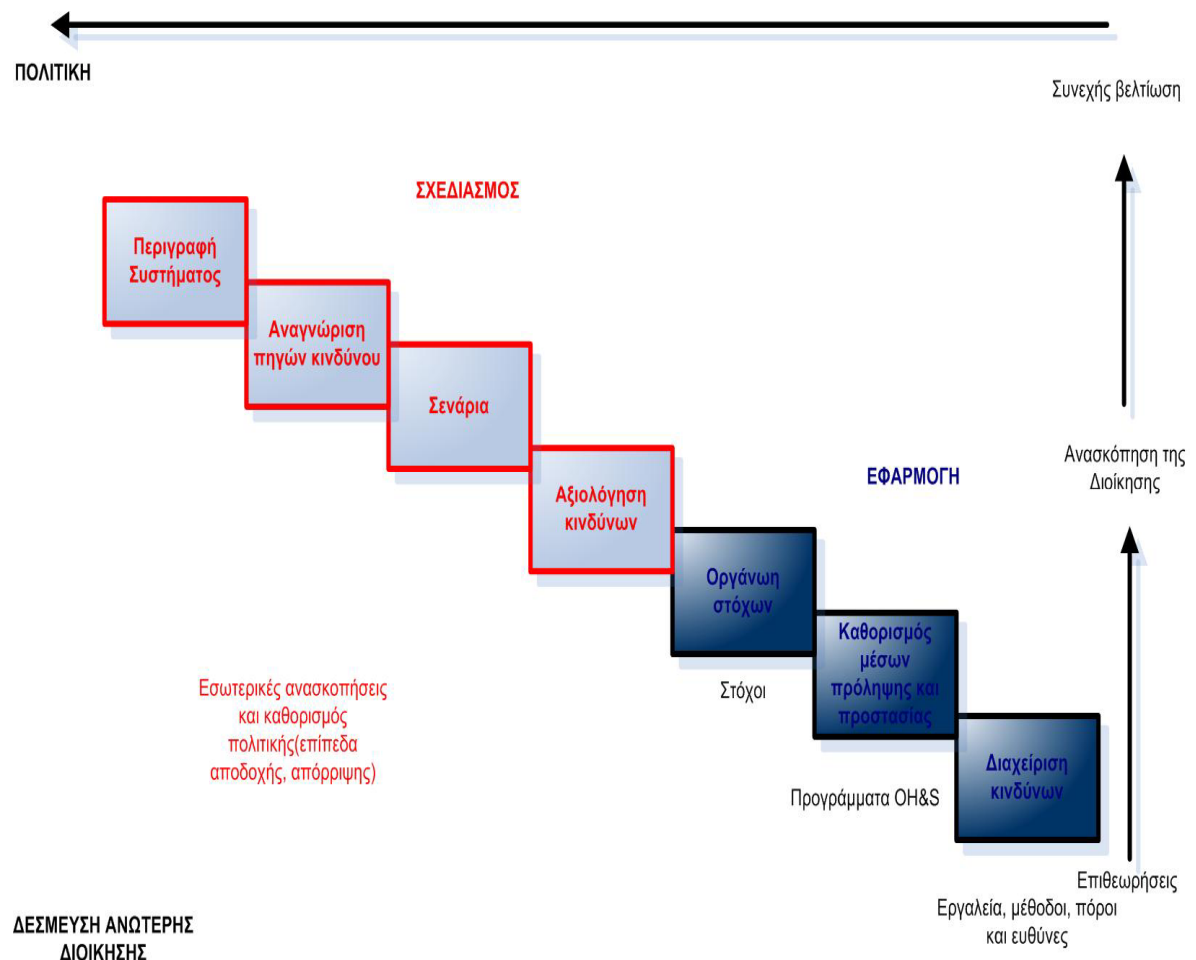 ΠΟΛΙΤΙΚΗ
Συνεχής βελτίωση
ΣΧΕΔΙΑΣΜΟΣ
Περιγραφή
Συστήματος
Αναγνώριση
πηγών κινδύνου
Σενάρια
Αξιολόγηση
κινδύνων
ΕΦΑΡΜΟΓΗ
Ανασκόπηση της
Διοίκησης
Οργάνωη
στόχων
Στόχοι
Καθορισμός
μέσων
πρόληψης και
προστασίας
Εσωτερικές ανασκοπήσεις
και καθορισμός
πολιτικής(επίπεδα
αποδοχής, απόρριψης)
Προγράμματα OH&S
Διαχείριση
κινδύνων
Επιθεωρήσεις
Εργαλεία, μέθοδοι, πόροι
και ευθύνες
ΔΕΣΜΕΥΣΗ ΑΝΩΤΕΡΗΣ
ΔΙΟΙΚΗΣΗΣ